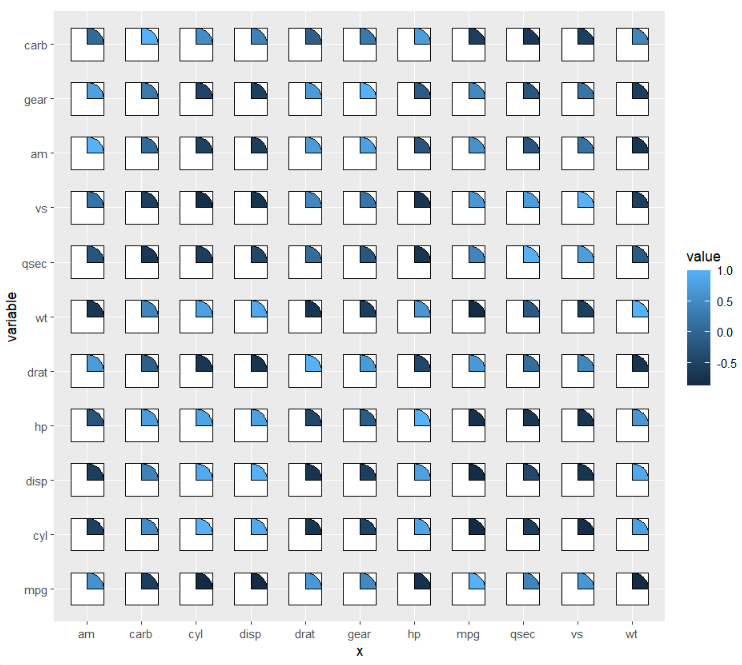 carb
gear
am
vs
qsec
wt
drat
hp
disp
cyl
mpg
variable
am carb cyl disp drat gear hp mpg qsec vs wt
x
value
1.0
0.5
0.0
-0.5